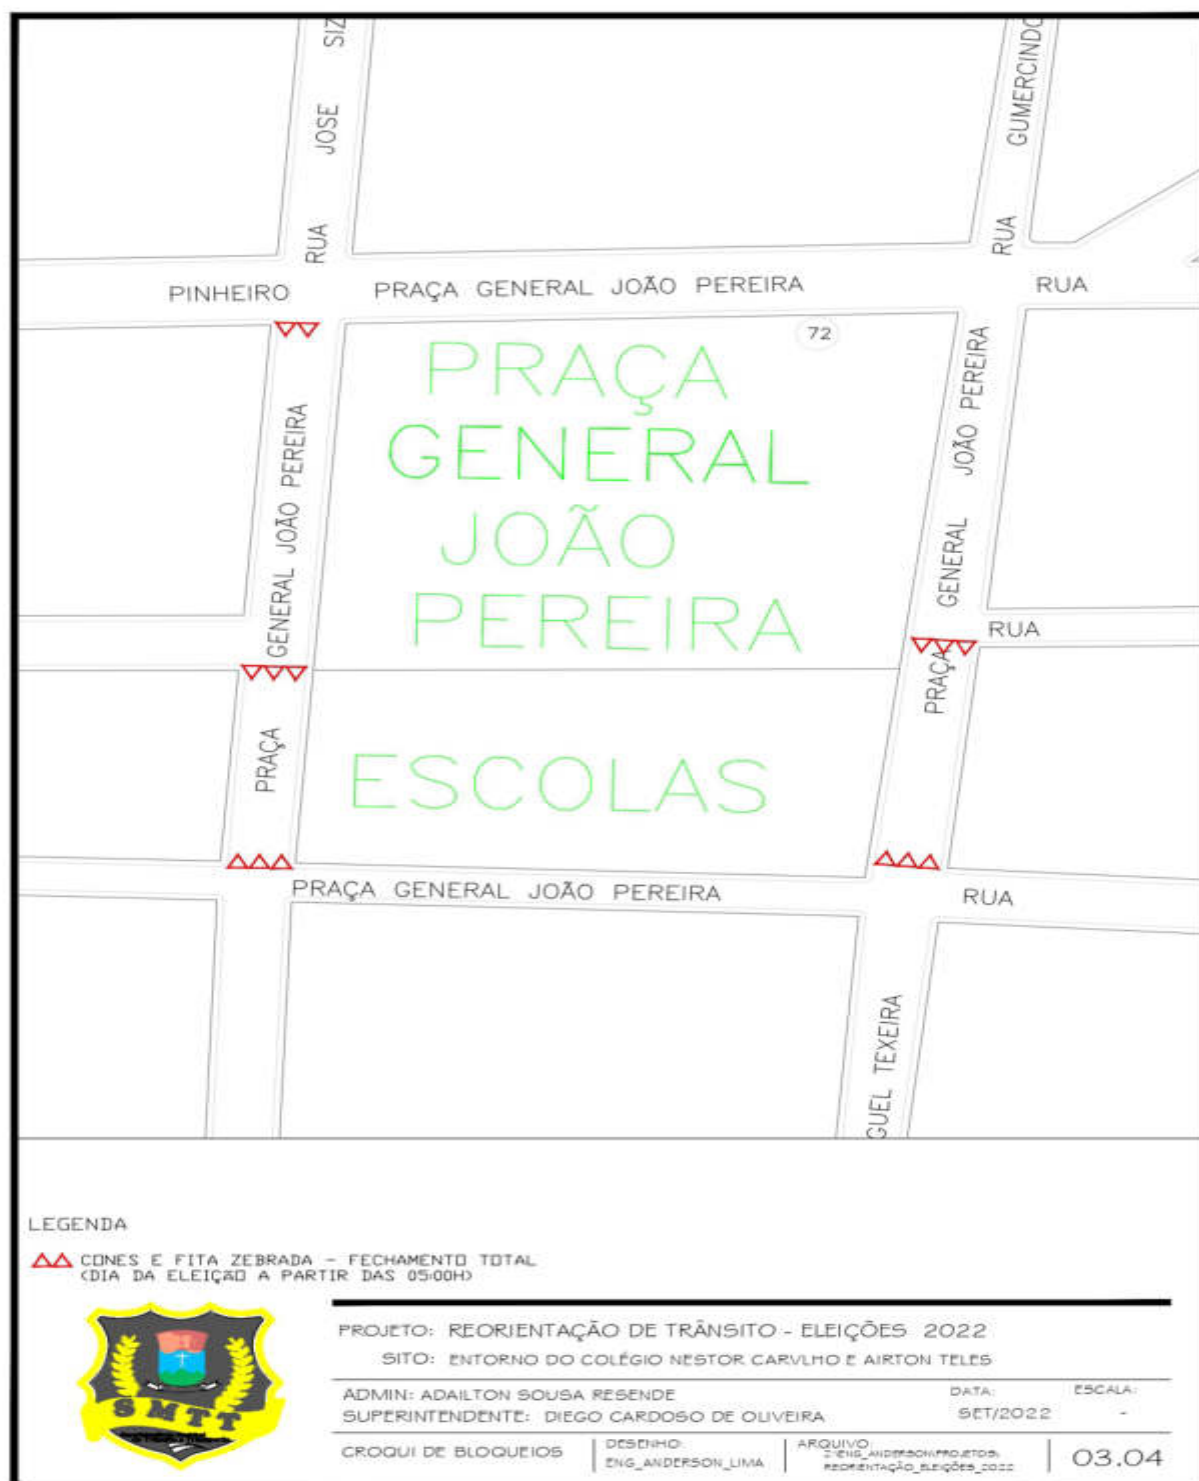 RUA JOSE SIZ
RUA GUMERCINDO
PINHEIRO
PRAÇA GENERAL JOÃO PEREIRA
RUA
72
PRAÇA
GENERAL
JOÃO
PEREIRA
PRAÇA GENERAL JOÃO PEREIRA
PRAÇA GENERAL JOÃO PEREIRA
RUA
ESCOLAS
PRAÇA GENERAL JOÃO PEREIRA
RUA
GUEL TEXEIRA
LEGENDA
CONES E FITA ZEBRADA - FECHAMENTO TOTAL
(DIA DA ELEIÇÃO A PARTIR DAS 05:00H)
SMTT
PROJETO: REORIENTAÇÃO DE TRÂNSITO - ELEIÇÕES 2022
SITO: ENTORNO DO COLÉGIO NESTOR CARVLHO E AIRTON TELES
ADMIN: ADAILTON SOUSA RESENDE
SUPERINTENDENTE: DIEGO CARDOSO DE OLIVEIRA
DATA:
SET/2022
ESCALA:
-
CROQUI DE BLOQUEIOS
DESENHO:
ENG_ANDERSON_LIMA
ARQUIVO:
Z:\ENG_ANDERSON\PROJETOS\
REORIENTAÇÃO_ELEIÇÕES_2022
03.04